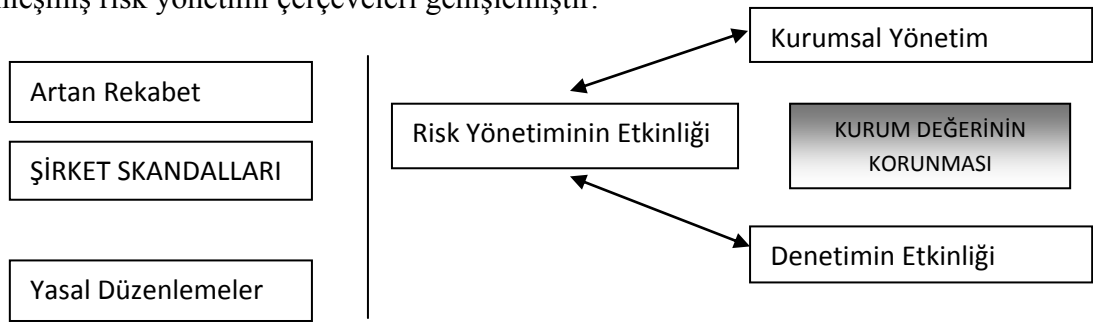 risk yönetimi çerçeveleri genişlemiştir.
Kurumsal Yönetim
Artan Rekabet
Risk Yönetiminin Etkinliği
KURUM DEĞERİNİN
KORUNMASI
ŞİRKET SKANDALLARI
Denetimin Etkinliği
Yasal Düzenlemeler